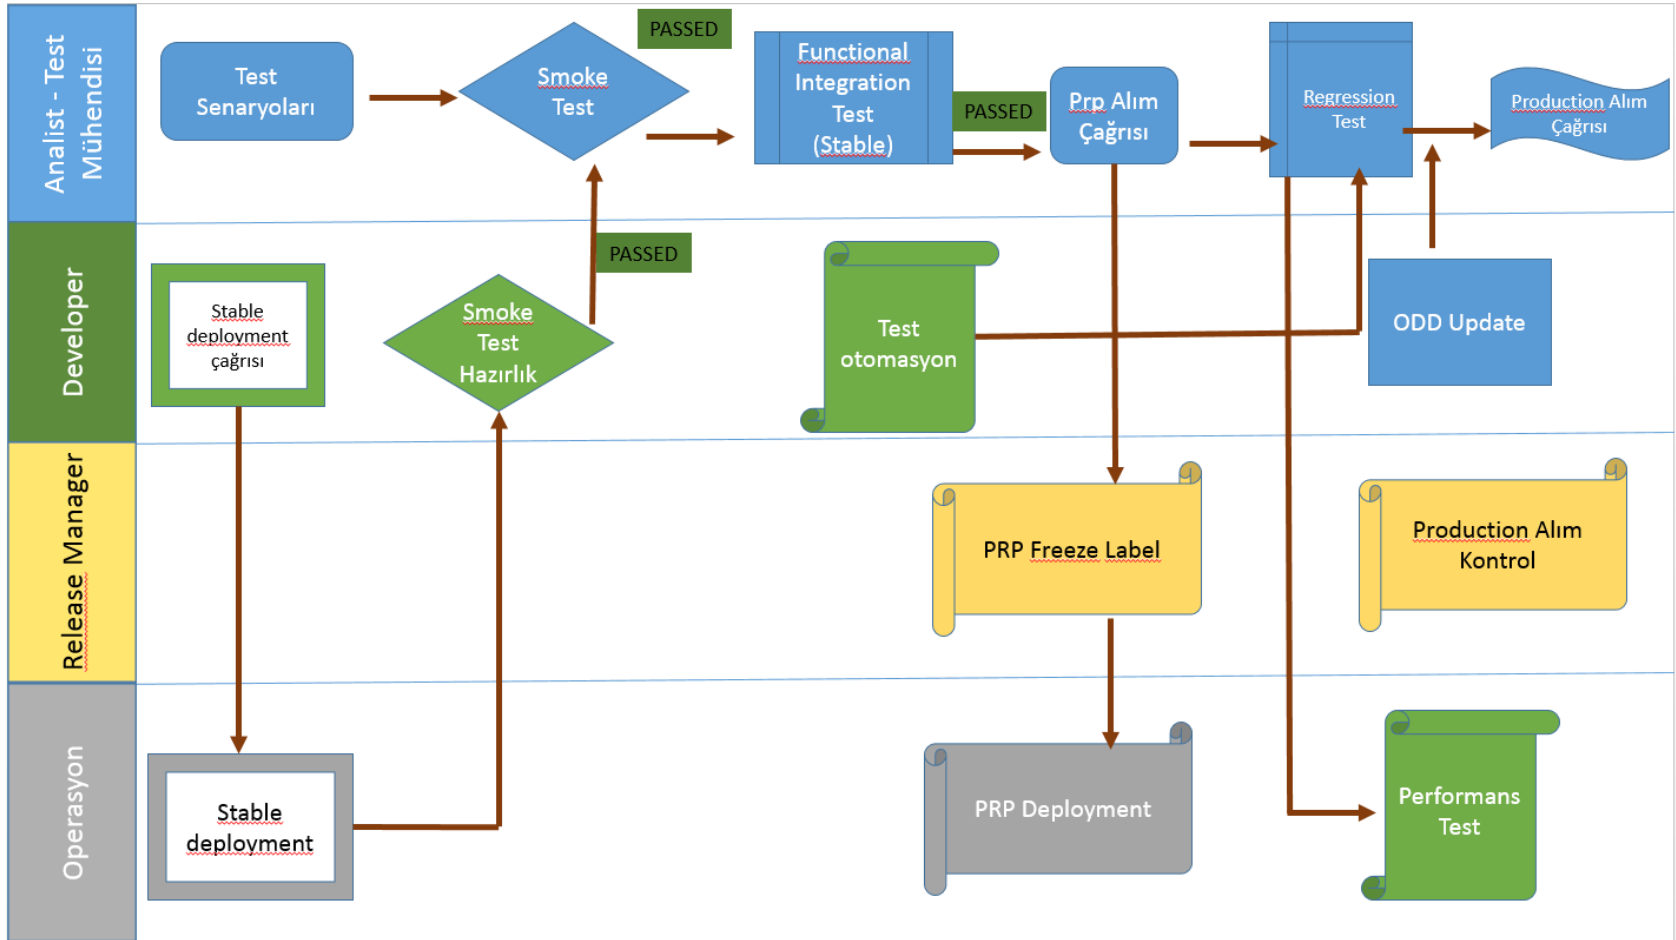 Analist - Test
Mühendisi
Test
Senaryoları
Smoke
Test
PASSED
Functional
Integration
Test
(Stable)
PASSED
Prp Alım
Çağrısı
Regression
Test
Production Alım
Çağrısı
Developer
Stable
deployment
çağrısı
Smoke
Test
Hazırlık
PASSED
Test
otomasyon
ODD Update
Release Manager
PRP Freeze Label
Production Alım
Kontrol
Operasyon
Stable
deployment
PRP Deployment
Performans
Test